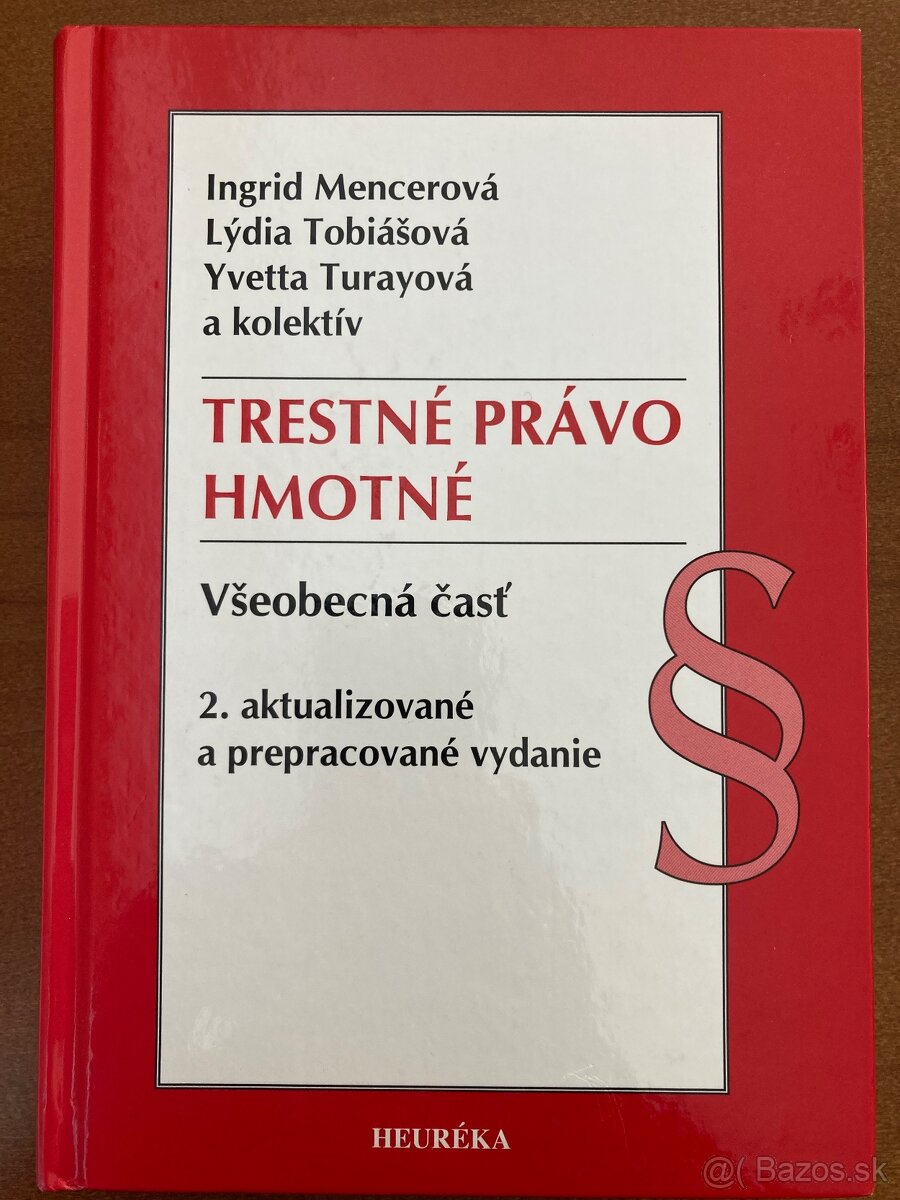 Ingrid Mencerová
Lýdia Tobiášová
Yvetta Turayová
a kolektív
TRESTNÉ PRÁVO
HMOTNÉ
Všeobecná časť
2. aktualizované
a prepracované vydanie
§
HEURÉKA
@( Bazos.sk